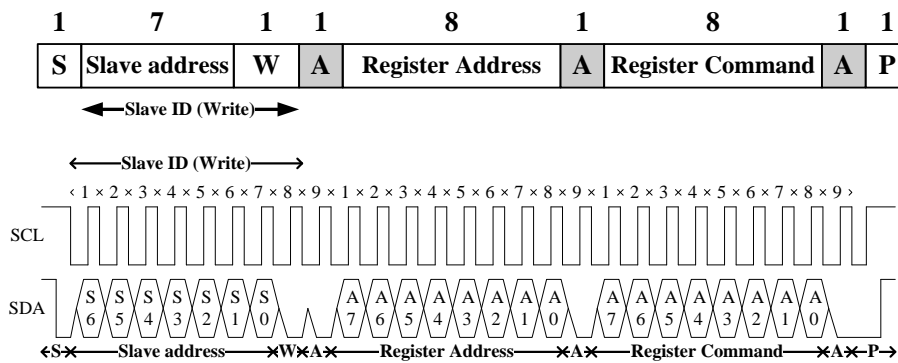 1 7 1 1 8 1 8 1 1
S Slave address W A Register Address A Register Command A P
Slave ID (Write)
Slave ID (Write)
‹ 1 × 2 × 3 × 4 × 5 × 6 × 7 × 8 × 9 × 1 × 2 × 3 × 4 × 5 × 6 × 7 × 8 × 9 × 1 × 2 × 3 × 4 × 5 × 6 × 7 × 8 × 9 ›
SCL
SDA S6 S5 S4 S3 S2 S1 S0 A7 A6 A5 A4 A3 A2 A1 A0 A7 A6 A5 A4 A3 A2 A1 A0
S Slave address W A Register Address A Register Command A P